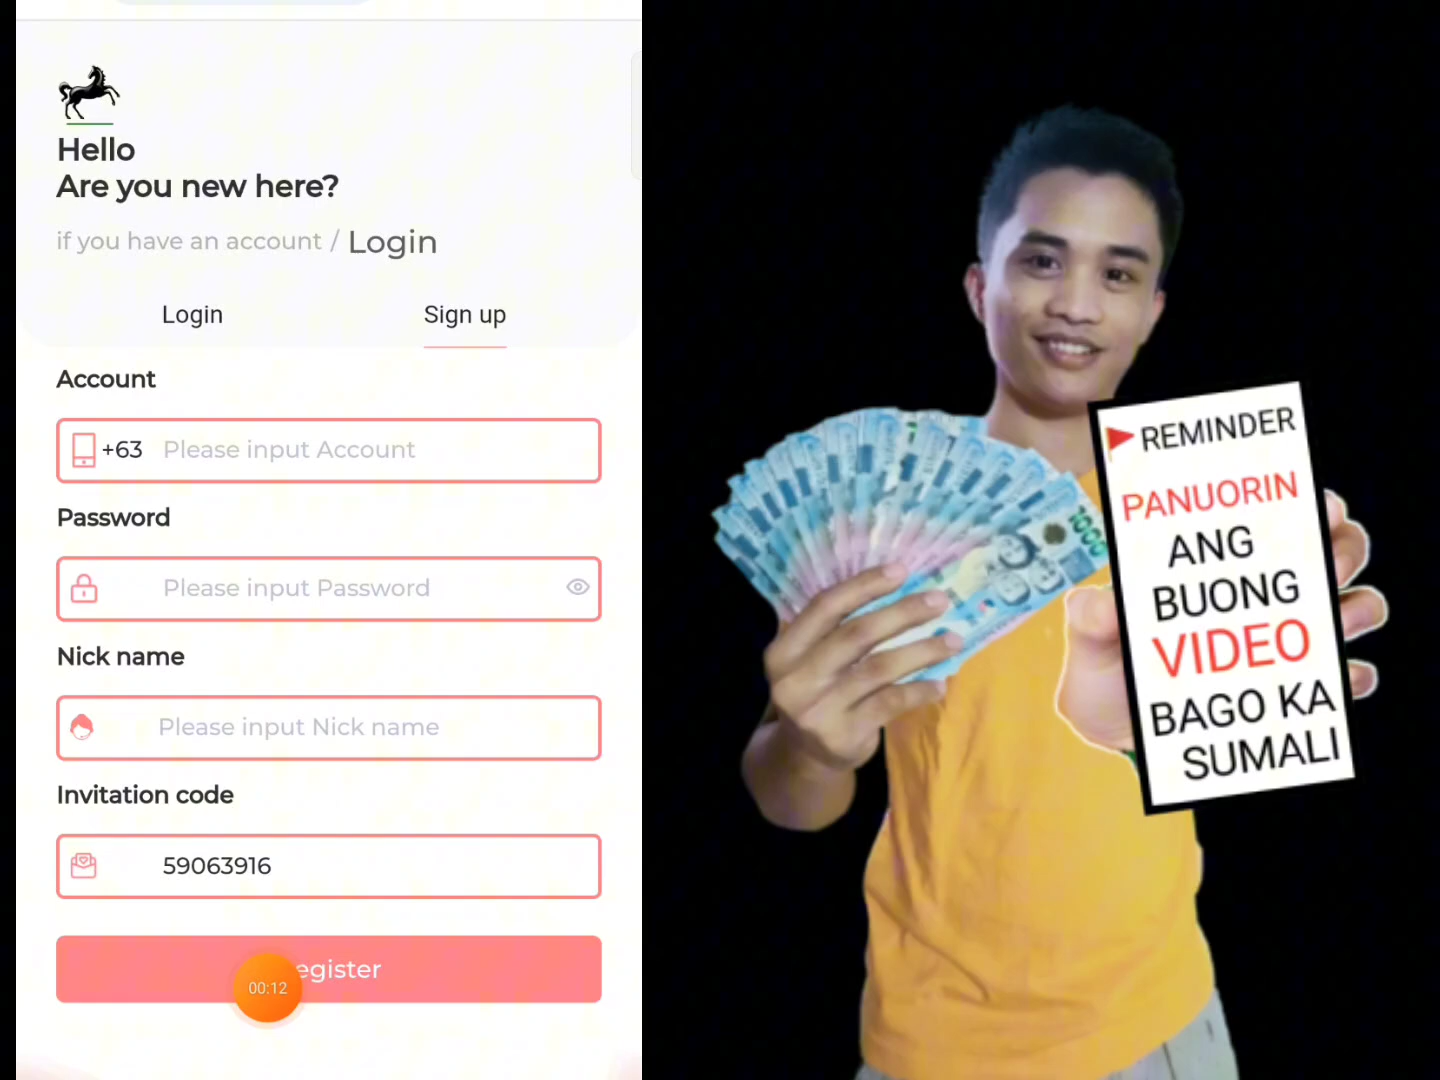 Hello
Are you new here?
if you have an account / Login
Login
Sign up
Account
+63 Please input Account
Password
Please input Password
Nick name
Please input Nick name
Invitation code
59063916
egister
00:12
1000
REMINDER
PANUORIN
ANG
BUONG
VIDEO
BAGO KA
SUMALI